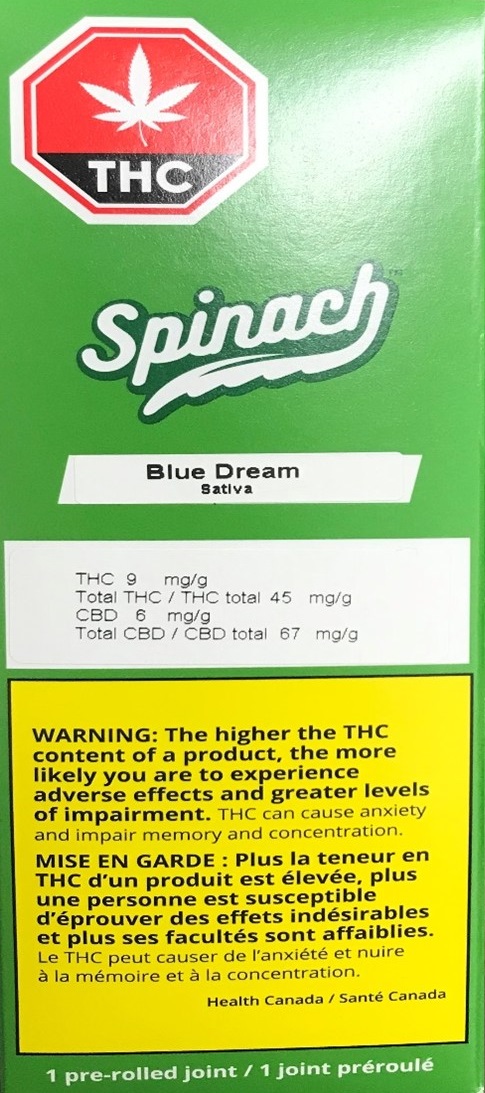 THC
Spinach™
Blue Dream
Sativa
THC 9 mg/g
Total THC / THC total 45 mg/g
CBD 6 mg/g
Total CBD / CBD total 67 mg/g
WARNING: The higher the THC
content of a product, the more
likely you are to experience
adverse effects and greater levels
of impairment. THC can cause anxiety
and impair memory and concentration.
MISE EN GARDE : Plus la teneur en
THC d’un produit est élevée, plus
une personne est susceptible
d’éprouver des effets indésirables
et plus ses facultés sont affaiblies.
Le THC peut causer de l’anxiété et nuire
à la mémoire et à la concentration.
Health Canada / Santé Canada
1 pre-rolled joint / 1 joint préroulé